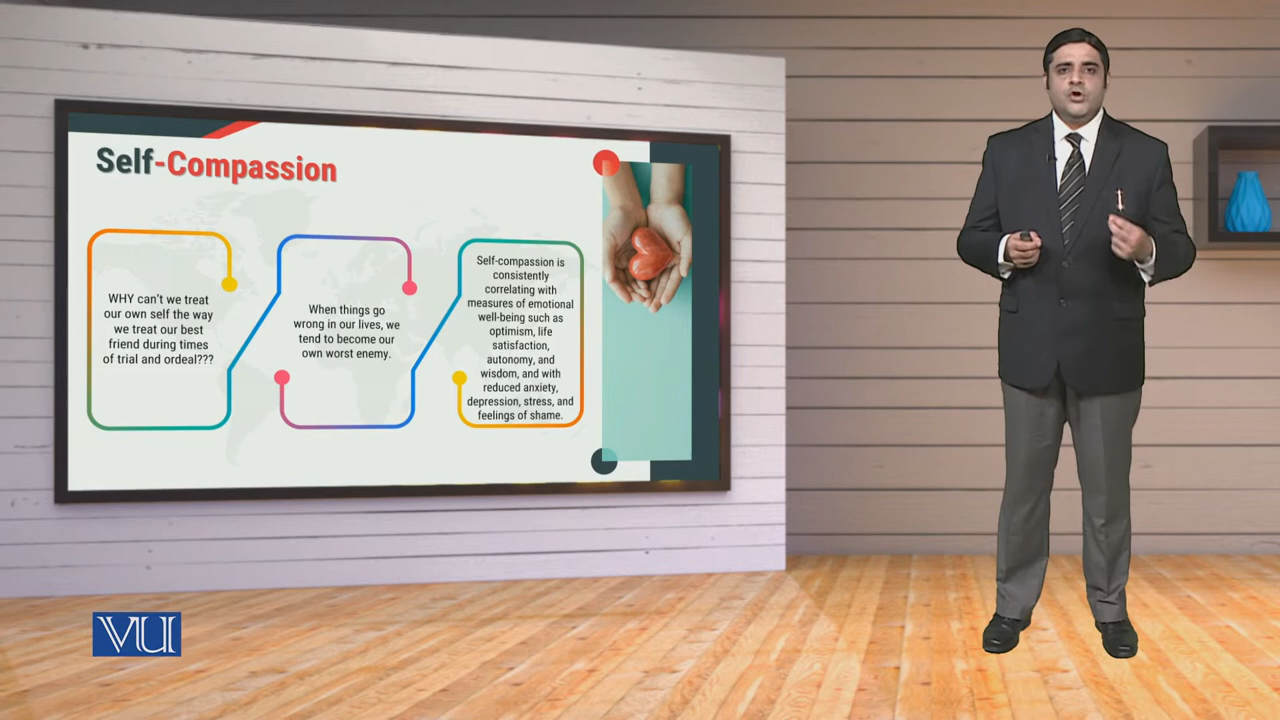 Self-Compassion
WHY can't we treat
our own self the way
we treat our best
friend during times
of trial and ordeal???
When things go
wrong in our lives, we
tend to become our
own worst enemy.
Self-compassion is
consistently
correlating with
measures of emotional
well-being such as
optimism, life
satisfaction,
autonomy, and
wisdom, and with
reduced anxiety,
depression, stress, and
feelings of shame.
VU